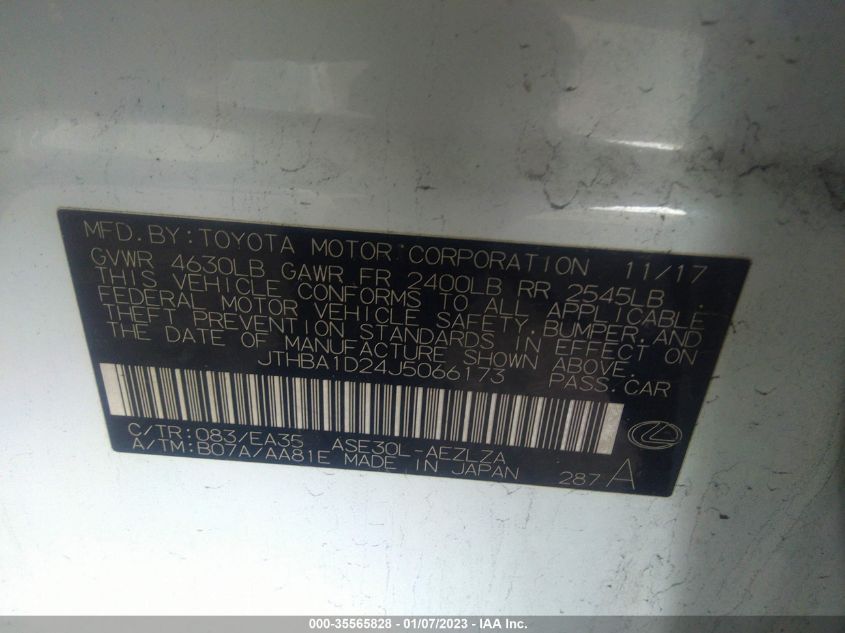 MFD. BY: TOYOTA MOTOR CORPORATION 11/17
GVWR 4630LB GAWR FR 2400LB RR 2545LB
THIS VEHICLE CONFORMS TO ALL APPLICABLE
FEDERAL MOTOR VEHICLE SAFETY, BUMPER, AND
THEFT PREVENTION STANDARDS IN EFFECT ON
THE DATE OF MANUFACTURE SHOWN ABOVE.
JTHBA1D24J5066173 PASS. CAR
C/TR: 083/EA35 ASE30L-AEZLZA
A/TM: B07A/AA81E MADE IN JAPAN 287 A
000-35565828 - 01/07/2023 - IAA Inc.